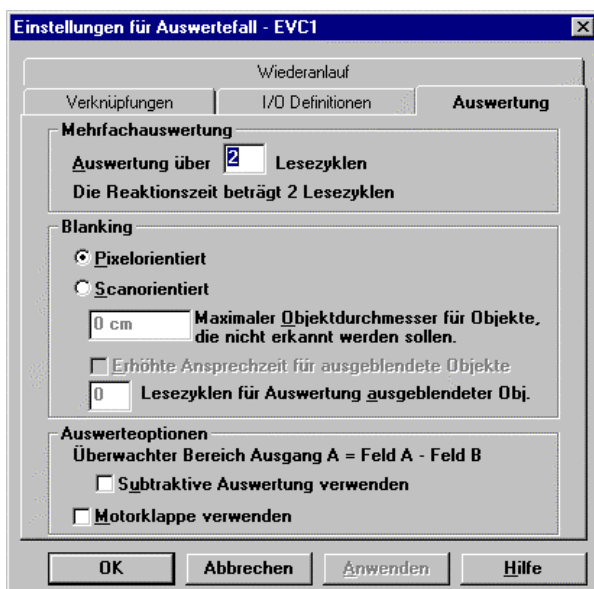 Einstellungen für Auswertefall - EVC1
Wiederanlauf
Verknüpfungen I/O Definitionen Auswertung
Mehrfachauswertung
Auswertung über 2 Lesezyklen
Die Reaktionszeit beträgt 2 Lesezyklen
Blanking
Pixelorientiert
Scanorientiert
0 cm Maximaler Objektdurchmesser für Objekte,
die nicht erkannt werden sollen.
Erhöhte Ansprechzeit für ausgeblendete Objekte
0 Lesezyklen für Auswertung ausgeblendeter Obj.
Auswerteoptionen
Überwachter Bereich Ausgang A = Feld A - Feld B
Subtraktive Auswertung verwenden
Motorklappe verwenden
OK Abbrechen Anwenden Hilfe